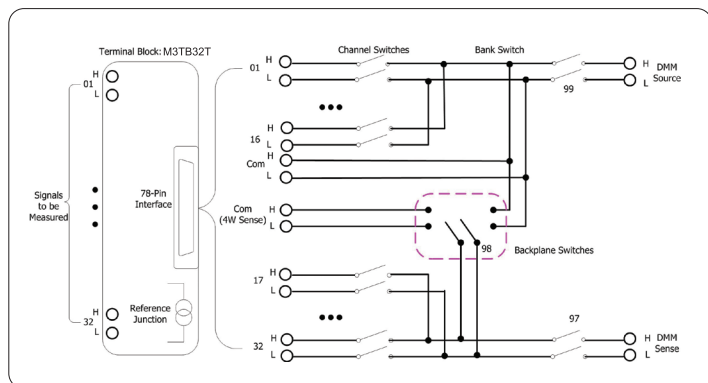 Terminal Block: M3TB32T
H
01
L
Signals
to be
Measured
78-Pin
Interface
H
32
L
Reference
Junction
Channel Switches
Bank Switch
01
H
L
H
16
L
H
Com
L
Com
(4W Sense)
H
L
17
H
L
32
H
L
99
H
L
DMM
Source
98
Backplane Switches
97
H
L
DMM
Sense